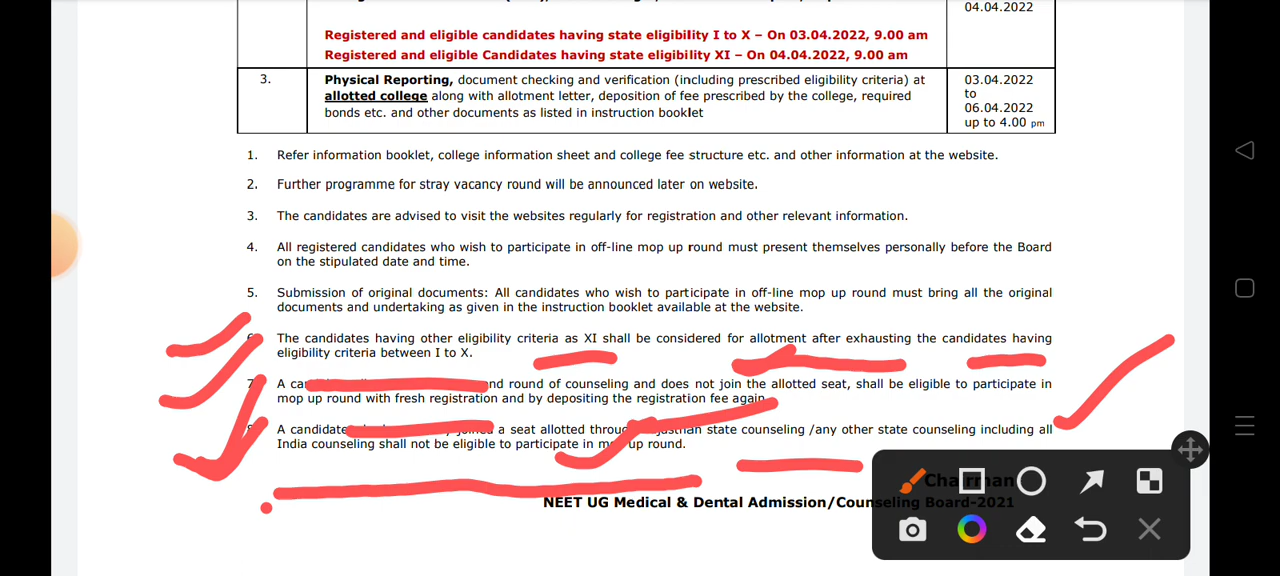 04.04.2022
Registered and eligible candidates having state eligibility I to X – On 03.04.2022, 9.00 am
Registered and eligible Candidates having state eligibility XI – On 04.04.2022, 9.00 am
3. Physical Reporting, document checking and verification (including prescribed eligibility criteria) at
allotted college along with allotment letter, deposition of fee prescribed by the college, required
bonds etc. and other documents as listed in instruction booklet
03.04.2022
to
06.04.2022
up to 4.00 pm
1. Refer information booklet, college information sheet and college fee structure etc. and other information at the website.
2. Further programme for stray vacancy round will be announced later on website.
3. The candidates are advised to visit the websites regularly for registration and other relevant information.
4. All registered candidates who wish to participate in off-line mop up round must present themselves personally before the Board
on the stipulated date and time.
5. Submission of original documents: All candidates who wish to participate in off-line mop up round must bring all the original
documents and undertaking as given in the instruction booklet available at the website.
The candidates having other eligibility criteria as XI shall be considered for allotment after exhausting the candidates having
eligibility criteria between I to X.
A round of counseling and does not join the allotted seat, shall be eligible to participate in
mop up round with fresh registration and by depositing the registration fee again.
A candidate a seat allotted through state counseling /any other state counseling including all
India counseling shall not be eligible to participate in mop up round.
Chairman
NEET UG Medical & Dental Admission/Counseling Board-2021